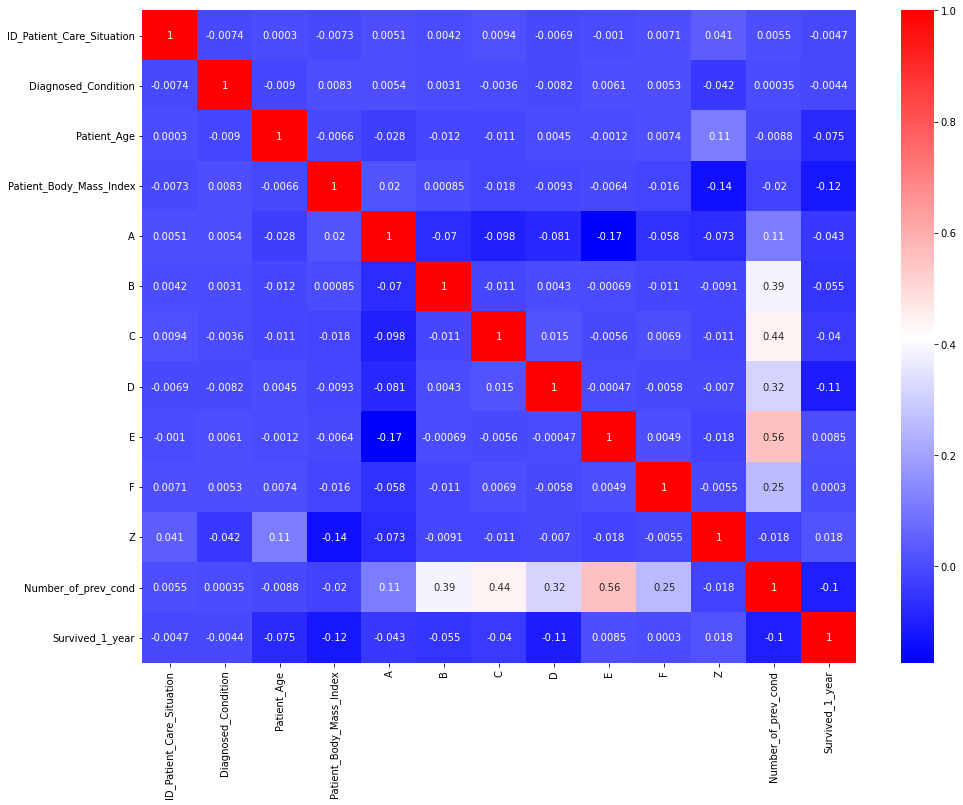 ID_Patient_Care_Situation 1 -0.0074 0.0003 -0.0073 0.0051 0.0042 0.0094 -0.0069 -0.001 0.0071 0.041 0.0055 -0.0047
Diagnosed_Condition -0.0074 1 -0.009 0.0083 0.0054 0.0031 -0.0036 -0.0082 0.0061 0.0053 -0.042 0.00035 -0.0044
Patient_Age 0.0003 -0.009 1 -0.0066 -0.028 -0.012 -0.011 0.0045 -0.0012 0.0074 0.11 -0.0088 -0.075
Patient_Body_Mass_Index -0.0073 0.0083 -0.0066 1 0.02 0.00085 -0.018 -0.0093 -0.0064 -0.016 -0.14 -0.02 -0.12
A 0.0051 0.0054 -0.028 0.02 1 -0.07 -0.098 -0.081 -0.17 -0.058 -0.073 0.11 -0.043
B 0.0042 0.0031 -0.012 0.00085 -0.07 1 -0.011 0.0043 -0.00069 -0.011 -0.0091 0.39 -0.055
C 0.0094 -0.0036 -0.011 -0.018 -0.098 -0.011 1 0.015 -0.0056 0.0069 -0.011 0.44 -0.04
D -0.0069 -0.0082 0.0045 -0.0093 -0.081 0.0043 0.015 1 -0.00047 -0.0058 -0.007 0.32 -0.11
E -0.001 0.0061 -0.0012 -0.0064 -0.17 -0.00069 -0.0056 -0.00047 1 0.0049 -0.018 0.56 0.0085
F 0.0071 0.0053 0.0074 -0.016 -0.058 -0.011 0.0069 -0.0058 0.0049 1 -0.0055 0.25 0.0003
Z 0.041 -0.042 0.11 -0.14 -0.073 -0.0091 -0.011 -0.007 -0.018 -0.0055 1 -0.018 0.018
Number_of_prev_cond 0.0055 0.00035 -0.0088 -0.02 0.11 0.39 0.44 0.32 0.56 0.25 -0.018 1 -0.1
Survived_1_year -0.0047 -0.0044 -0.075 -0.12 -0.043 -0.055 -0.04 -0.11 0.0085 0.0003 0.018 -0.1 1
ID_Patient_Care_Situation
Diagnosed_Condition
Patient_Age
Patient_Body_Mass_Index
A
B
C
D
E
F
Z
Number_of_prev_cond
Survived_1_year
1.0
0.8
0.6
0.4
0.2
0.0